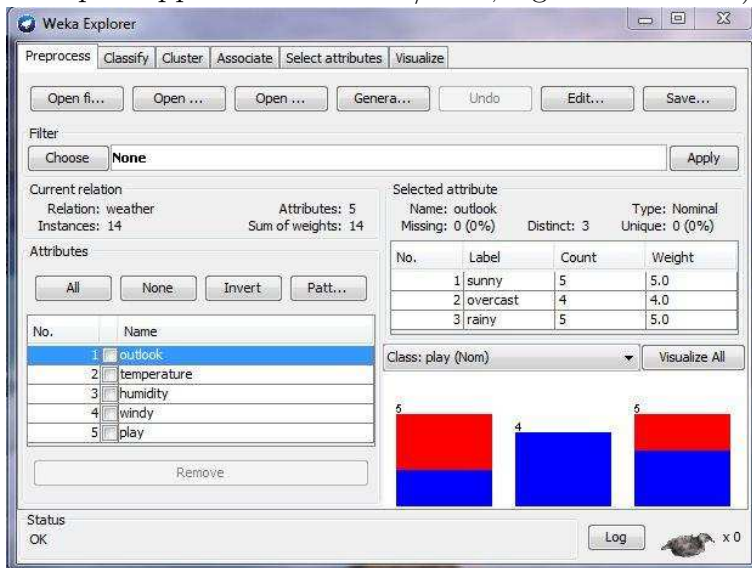 Weka Explorer
Preprocess Classify Cluster Associate Select attributes Visualize
Open fi... Open ... Open ... Genera... Undo Edit... Save...
Filter
Choose None Apply
Current relation
Relation: weather Attributes: 5
Instances: 14 Sum of weights: 14
Selected attribute
Name: outlook Type: Nominal
Missing: 0 (0%) Distinct: 3 Unique: 0 (0%)
Attributes
All None Invert Patt...
No. Name
1 outlook
2 temperature
3 humidity
4 windy
5 play
Remove
No. Label Count Weight
1 sunny 5 5.0
2 overcast 4 4.0
3 rainy 5 5.0
Class: play (Nom) Visualize All
5 4 5
Status
OK
Log x 0